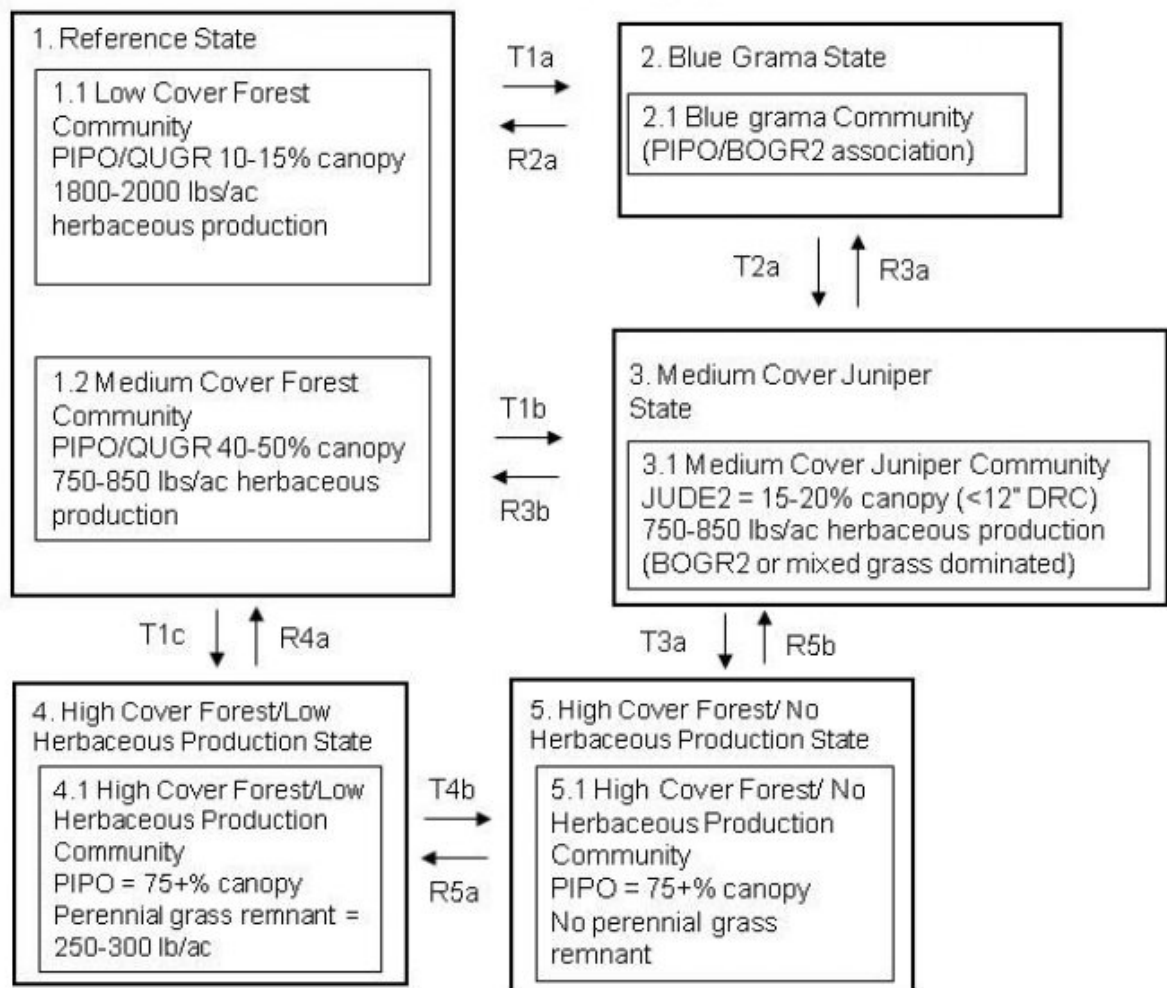 1. Reference State
1.1 Low Cover Forest
Community
PIPO/QUGR 10-15% canopy
1800-2000 lbs/ac
herbaceous production
1.2 Medium Cover Forest
Community
PIPO/QUGR 40-50% canopy
750-850 lbs/ac herbaceous
production
T1a
R2a
2. Blue Grama State
2.1 Blue grama Community
(PIPO/BOGR2 association)
T2a
R3a
T1b
R3b
3. Medium Cover Juniper
State
3.1 Medium Cover Juniper Community
JUDE2 = 15-20% canopy (<12" DRC)
750-850 lbs/ac herbaceous production
(BOGR2 or mixed grass dominated)
T1c
R4a
T3a
R5b
4. High Cover Forest/Low
Herbaceous Production State
4.1 High Cover Forest/Low
Herbaceous Production
Community
PIPO = 75+% canopy
Perennial grass remnant =
250-300 lb/ac
T4b
R5a
5. High Cover Forest/ No
Herbaceous Production State
5.1 High Cover Forest/ No
Herbaceous Production
Community
PIPO = 75+% canopy
No perennial grass
remnant